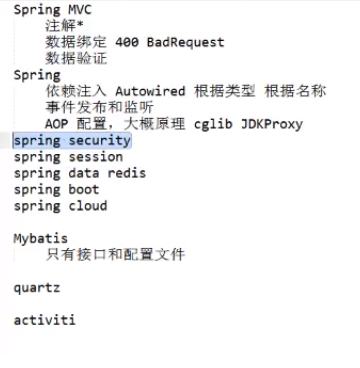 Spring MVC
注解*
数据绑定 400 BadRequest
数据验证
Spring
依赖注入 Autowired 根据类型 根据名称
事件发布和监听
AOP 配置，大概原理 cglib JDKProxy
spring security
spring session
spring data redis
spring boot
spring cloud
Mybatis
只有接口和配置文件
quartz
activiti